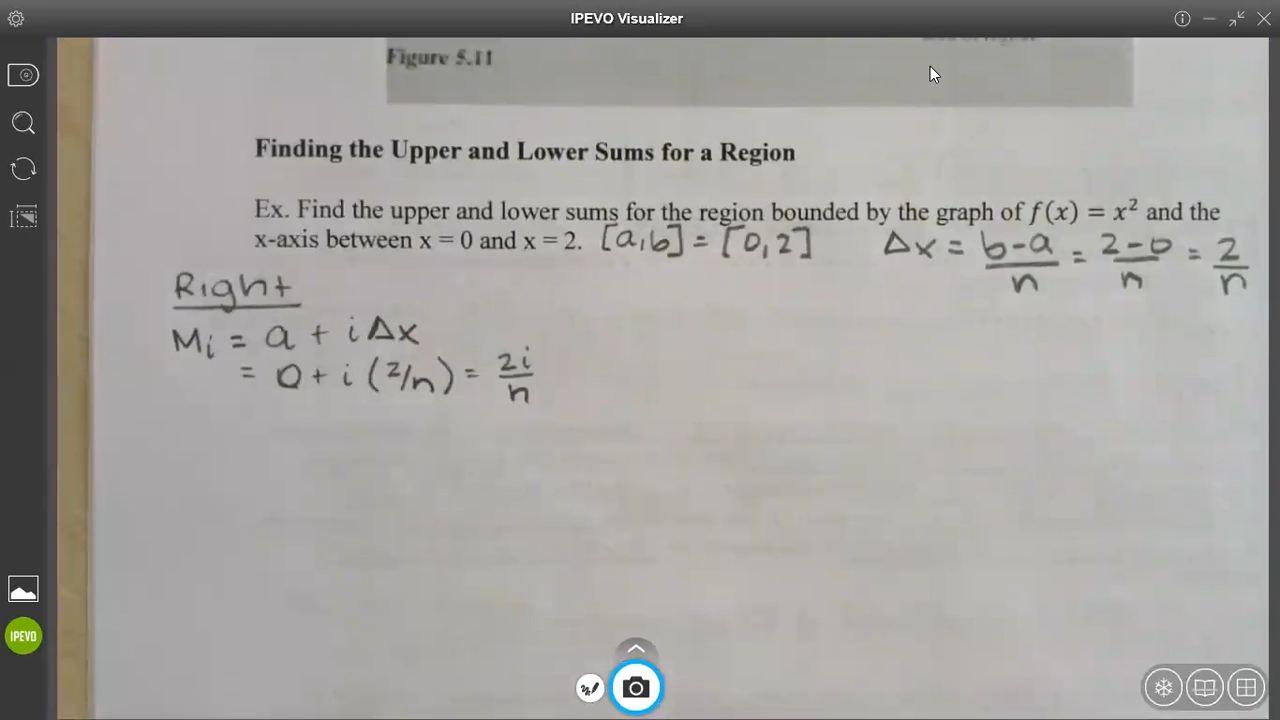 IPEVO Visualizer
Figure 5.11
Finding the Upper and Lower Sums for a Region
Ex. Find the upper and lower sums for the region bounded by the graph of f(x) = x² and the
x-axis between x = 0 and x = 2. [a,b] = [0,2] Δx = b-a/n = 2-0/n = 2/n
Right
Mi = a + iΔx
= 0 + i(2/n) = 2i/n
IPEVO